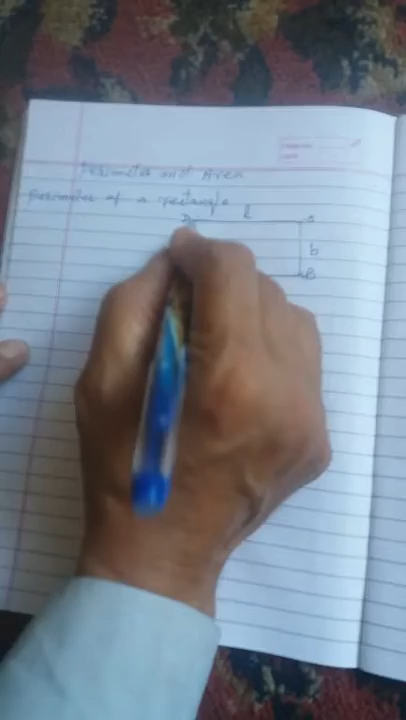 Perimeter and Area
Perimeter of a rectangle
D l C
b
B